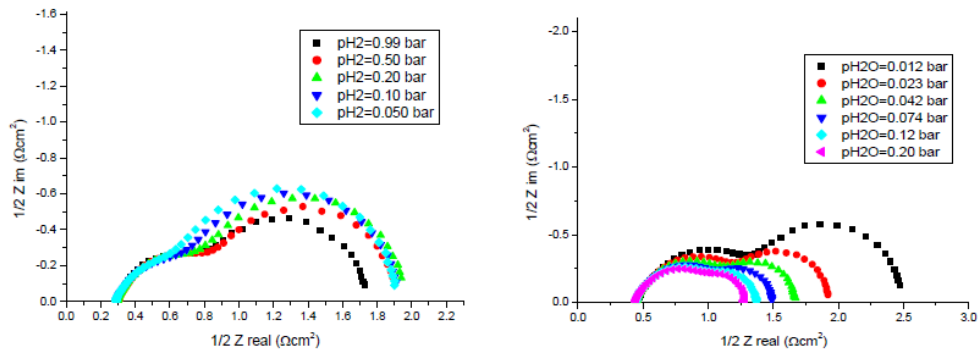 -1.6
-1.4
-1.2
-1.0
-0.8
-0.6
-0.4
-0.2
0.0
0.0 0.2 0.4 0.6 0.8 1.0 1.2 1.4 1.6 1.8 2.0 2.2
1/2 Z im (Ωcm²)
1/2 Z real (Ωcm²)
pH2=0.99 bar
pH2=0.50 bar
pH2=0.20 bar
pH2=0.10 bar
pH2=0.050 bar
-2.0
-1.5
-1.0
-0.5
0.0
0.0 0.5 1.0 1.5 2.0 2.5 3.0
1/2 Z im (Ωcm²)
1/2 Z real (Ωcm²)
pH2O=0.012 bar
pH2O=0.023 bar
pH2O=0.042 bar
pH2O=0.074 bar
pH2O=0.12 bar
pH2O=0.20 bar